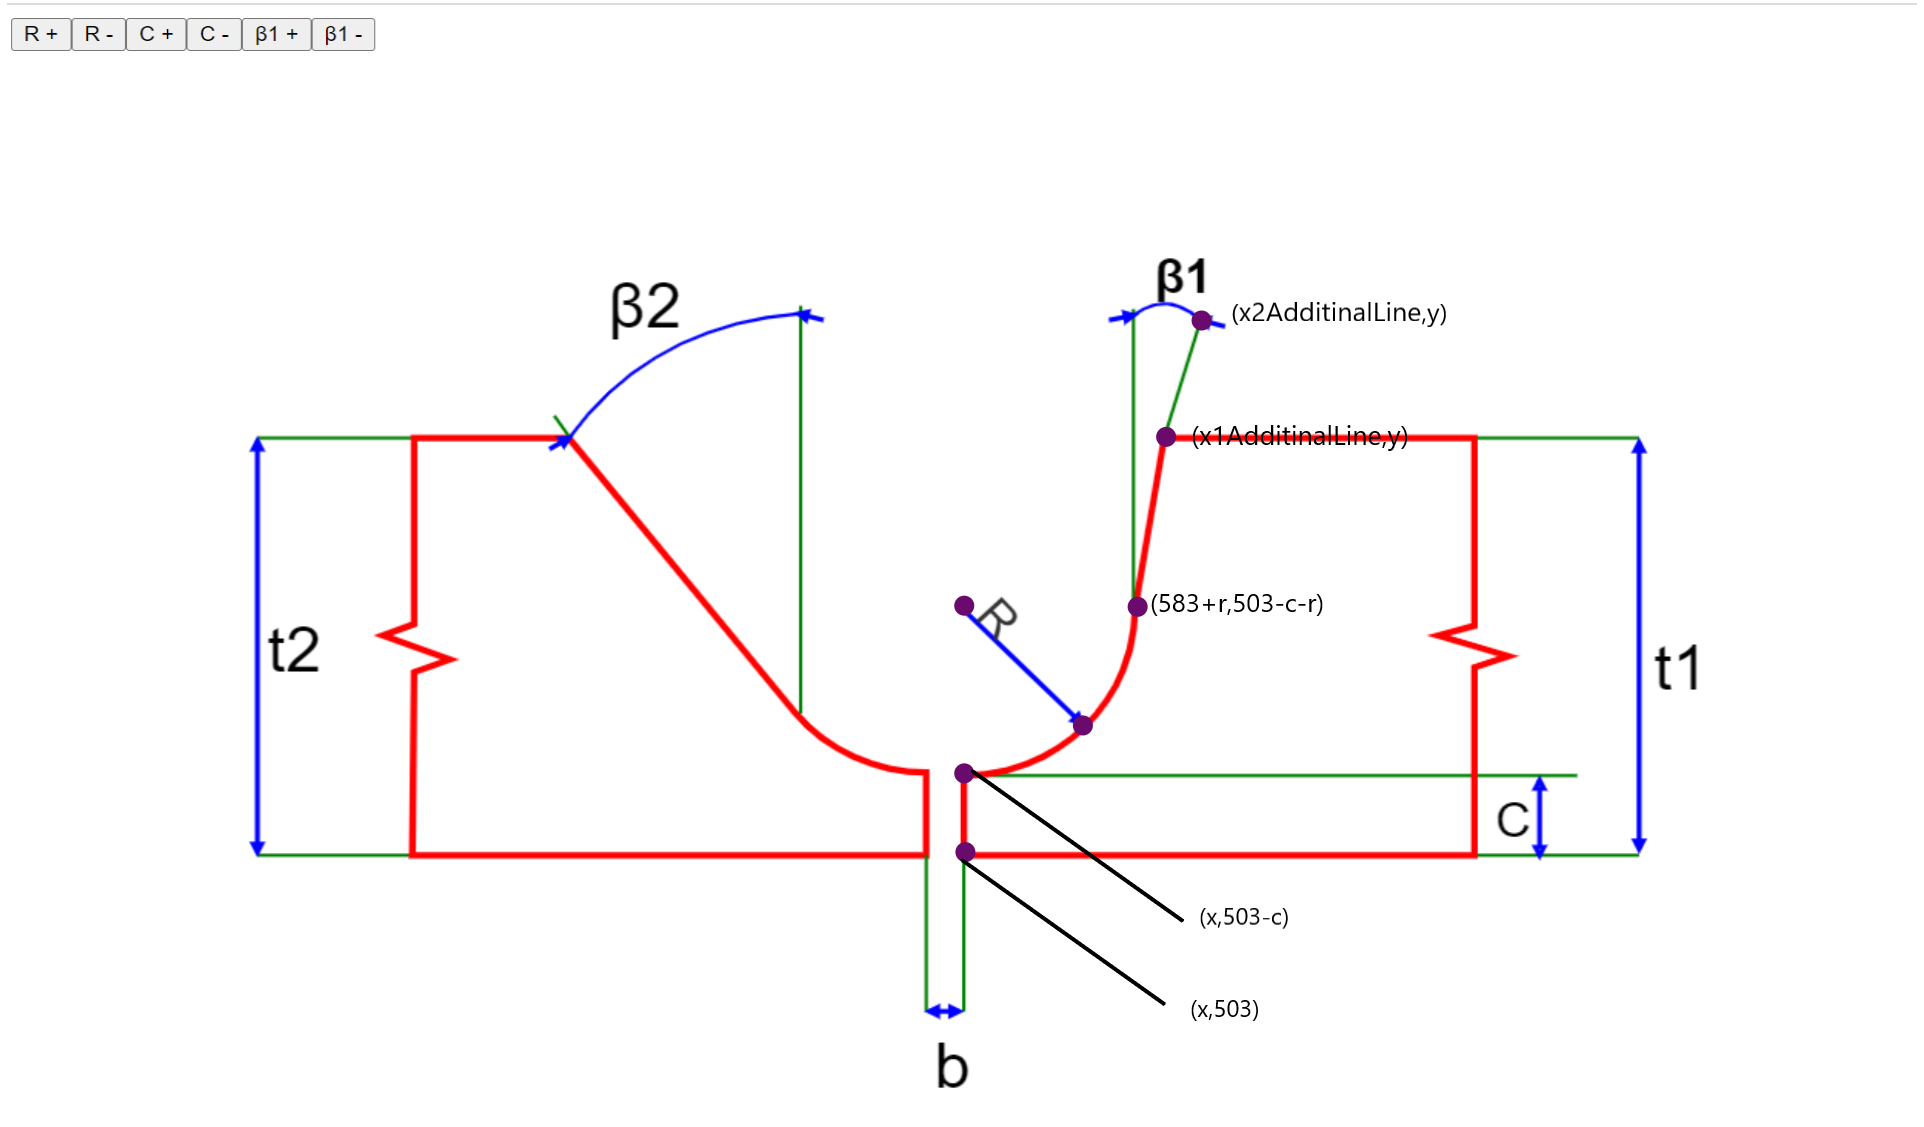 R + R - C + C - β1 + β1 -
β1
β2
(x2AdditinalLine,y)
(x1AdditinalLine,y)
R
(583+r,503-c-r)
t2
t1
C
(x,503-c)
(x,503)
b